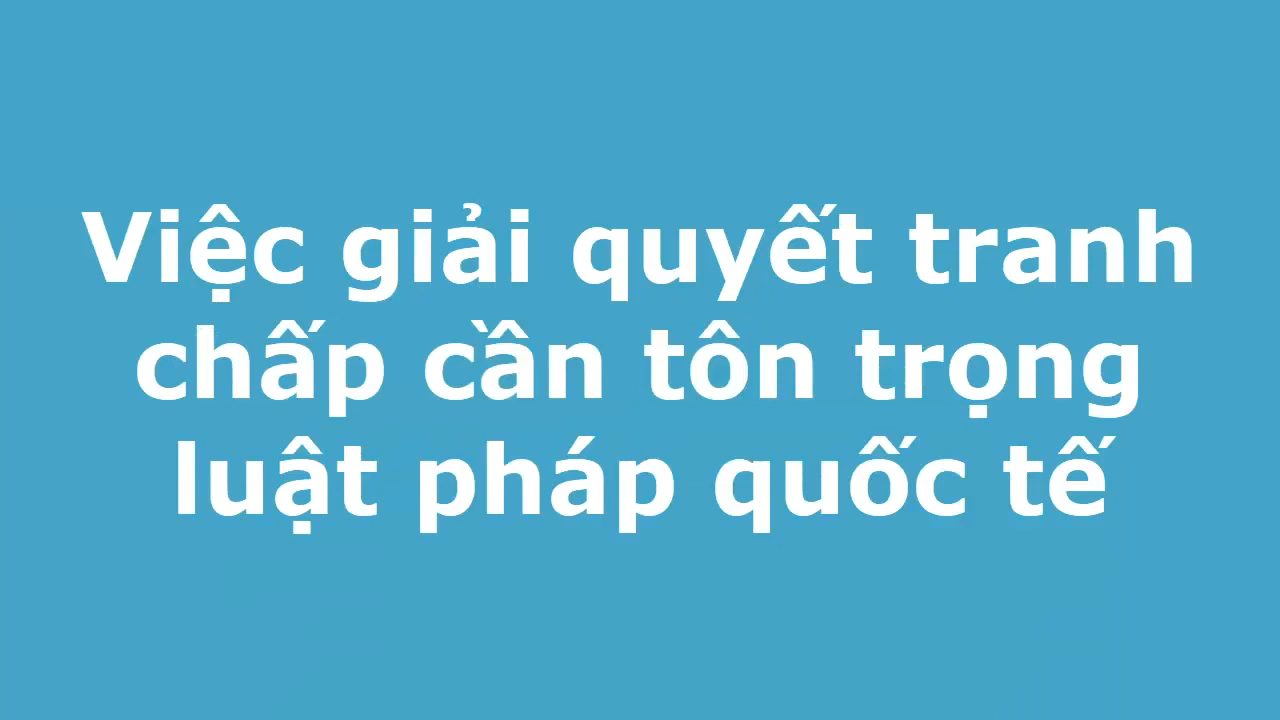 Việc giải quyết tranh
chấp cần tôn trọng
luật pháp quốc tế